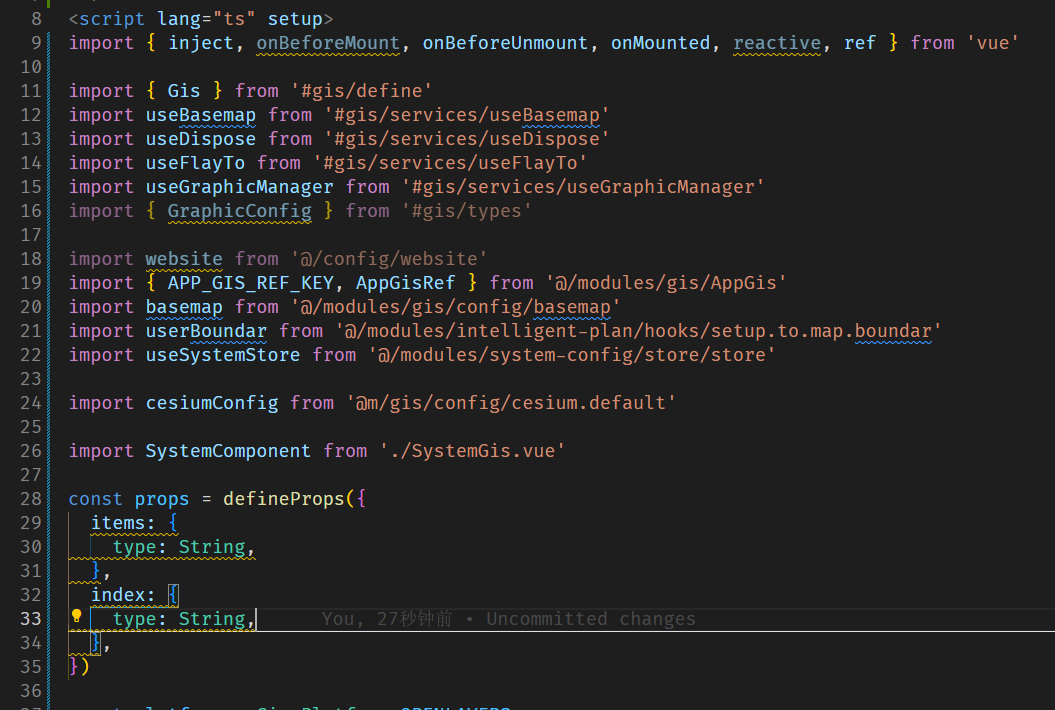 8 <script lang="ts" setup>
9 import { inject, onBeforeMount, onBeforeUnmount, onMounted, reactive, ref } from 'vue'
10
11 import { Gis } from '#gis/define'
12 import useBasemap from '#gis/services/useBasemap'
13 import useDispose from '#gis/services/useDispose'
14 import useFlayTo from '#gis/services/useFlayTo'
15 import useGraphicManager from '#gis/services/useGraphicManager'
16 import { GraphicConfig } from '#gis/types'
17
18 import website from '@/config/website'
19 import { APP_GIS_REF_KEY, AppGisRef } from '@/modules/gis/AppGis'
20 import basemap from '@/modules/gis/config/basemap'
21 import userBoundar from '@/modules/intelligent-plan/hooks/setup.to.map.boundar'
22 import useSystemStore from '@/modules/system-config/store/store'
23
24 import cesiumConfig from '@m/gis/config/cesium.default'
25
26 import SystemComponent from './SystemGis.vue'
27
28 const props = defineProps({
29 items: {
30 type: String,
31 },
32 index: {
33 type: String, You, 27秒钟前 • Uncommitted changes
34 },
35 })
36